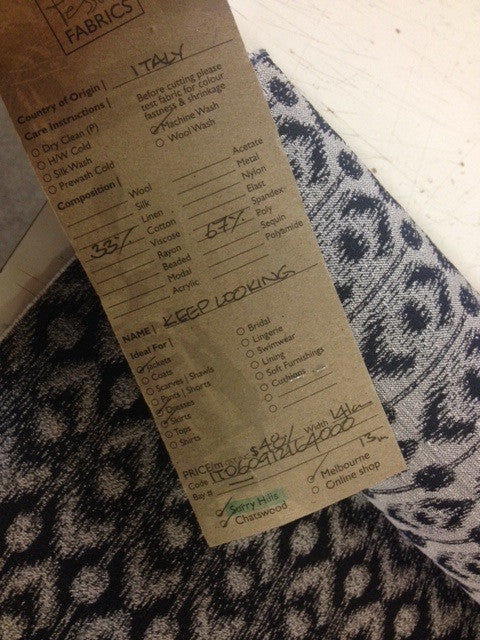 FABRICS
Country of Origin | ITALY
Care Instructions |
Dry Clean (P)
H/W Cold
Silk Wash
Prewash Cold
Before cutting please
test fabric for colour
fastness & shrinkage
Machine Wash
Wool Wash
Composition |
Wool
Silk
Linen
33% Cotton
Viscose
Rayon
Beaded
Modal
Acrylic
Acetate
Metal
Nylon
Elast
Spandex
67% Poly
Sequin
Polyamide
NAME | KEEP LOOKING
Ideal For |
Jackets
Coats
Scarves | Shawls
Pants | Shorts
Dresses
Skirts
Tops
Shirts
Bridal
Lingerie
Swimwear
Lining
Soft Furnishings
Cushions
PRICE/m $48/ Width 141cm
Code IT060912164000
Bay # 13m
Surry Hills
Chatswood
Melbourne
Online shop